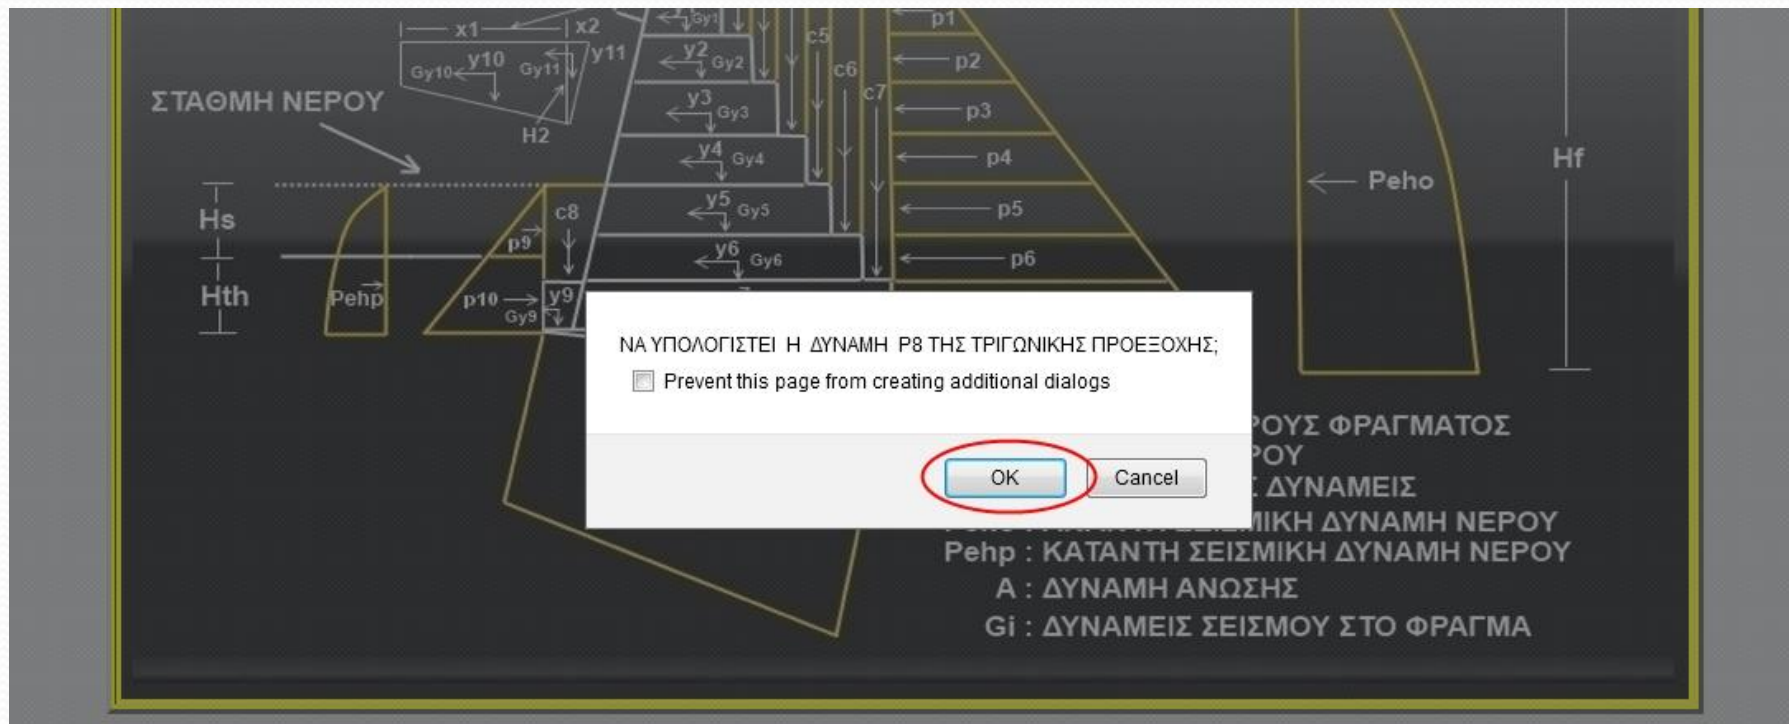 x1
x2
Gy1
c5
p1
Gy10
y10
Gy11
y11
y2
Gy2
c6
p2
ΣΤΑΘΜΗ ΝΕΡΟΥ
y3
Gy3
c7
p3
H2
y4
Gy4
p4
Hf
Peho
Hs
c8
y5
Gy5
p5
p9
y6
Gy6
p6
Hth
Pehp
p10
y9
Gy9
ΝΑ ΥΠΟΛΟΓΙΣΤΕΙ Η ΔΥΝΑΜΗ P8 ΤΗΣ ΤΡΙΓΩΝΙΚΗΣ ΠΡΟΕΞΟΧΗΣ;
Prevent this page from creating additional dialogs
ΡΟΥΣ ΦΡΑΓΜΑΤΟΣ
ΡΟΥ
OK
Cancel
Σ ΔΥΝΑΜΕΙΣ
ΜΙΚΗ ΔΥΝΑΜΗ ΝΕΡΟΥ
Pehp : ΚΑΤΑΝΤΗ ΣΕΙΣΜΙΚΗ ΔΥΝΑΜΗ ΝΕΡΟΥ
A : ΔΥΝΑΜΗ ΑΝΩΣΗΣ
Gi : ΔΥΝΑΜΕΙΣ ΣΕΙΣΜΟΥ ΣΤΟ ΦΡΑΓΜΑ